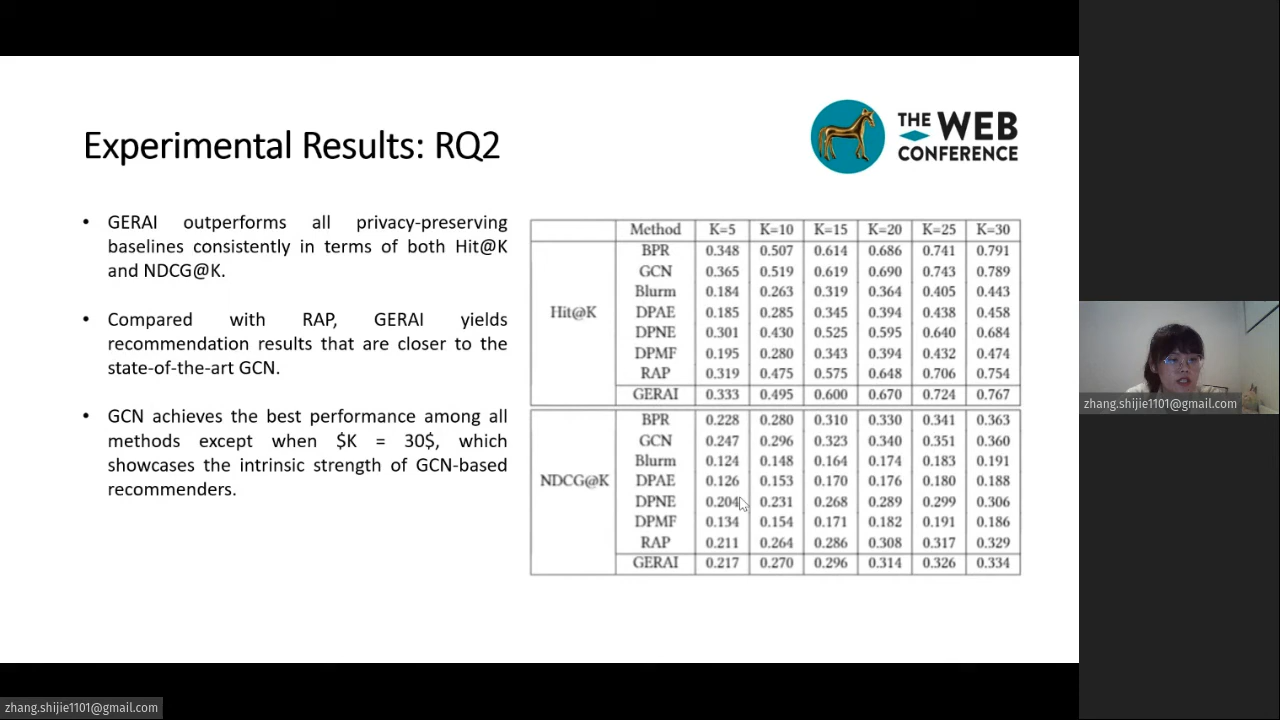 Experimental Results: RQ2
THE WEB
CONFERENCE
• GERAI outperforms all privacy-preserving
baselines consistently in terms of both Hit@K
and NDCG@K.
• Compared with RAP, GERAI yields
recommendation results that are closer to the
state-of-the-art GCN.
• GCN achieves the best performance among all
methods except when $K = 30$, which
showcases the intrinsic strength of GCN-based
recommenders.
Method K=5 K=10 K=15 K=20 K=25 K=30
Hit@K
BPR 0.348 0.507 0.614 0.686 0.741 0.791
GCN 0.365 0.519 0.619 0.690 0.743 0.789
Blurm 0.184 0.263 0.319 0.364 0.405 0.443
DPAE 0.185 0.285 0.345 0.394 0.438 0.458
DPNE 0.301 0.430 0.525 0.595 0.640 0.684
DPMF 0.195 0.280 0.343 0.394 0.432 0.474
RAP 0.319 0.475 0.575 0.648 0.706 0.754
GERAI 0.333 0.495 0.600 0.670 0.724 0.767
NDCG@K
BPR 0.228 0.280 0.310 0.330 0.341 0.363
GCN 0.247 0.296 0.323 0.340 0.351 0.360
Blurm 0.124 0.148 0.164 0.174 0.183 0.191
DPAE 0.126 0.153 0.170 0.176 0.180 0.188
DPNE 0.204 0.231 0.268 0.289 0.299 0.306
DPMF 0.134 0.154 0.171 0.182 0.191 0.186
RAP 0.211 0.264 0.286 0.308 0.317 0.329
GERAI 0.217 0.270 0.296 0.314 0.326 0.334
zhang.shijie1101@gmail.com
zhang.shijie1101@gmail.com